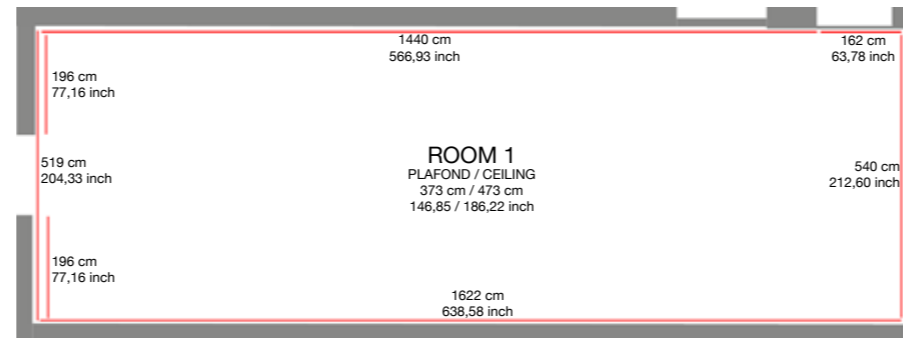 1440 cm
566,93 inch
162 cm
63,78 inch
196 cm
77,16 inch
519 cm
204,33 inch
ROOM 1
PLAFOND / CEILING
373 cm / 473 cm
146,85 / 186,22 inch
540 cm
212,60 inch
196 cm
77,16 inch
1622 cm
638,58 inch